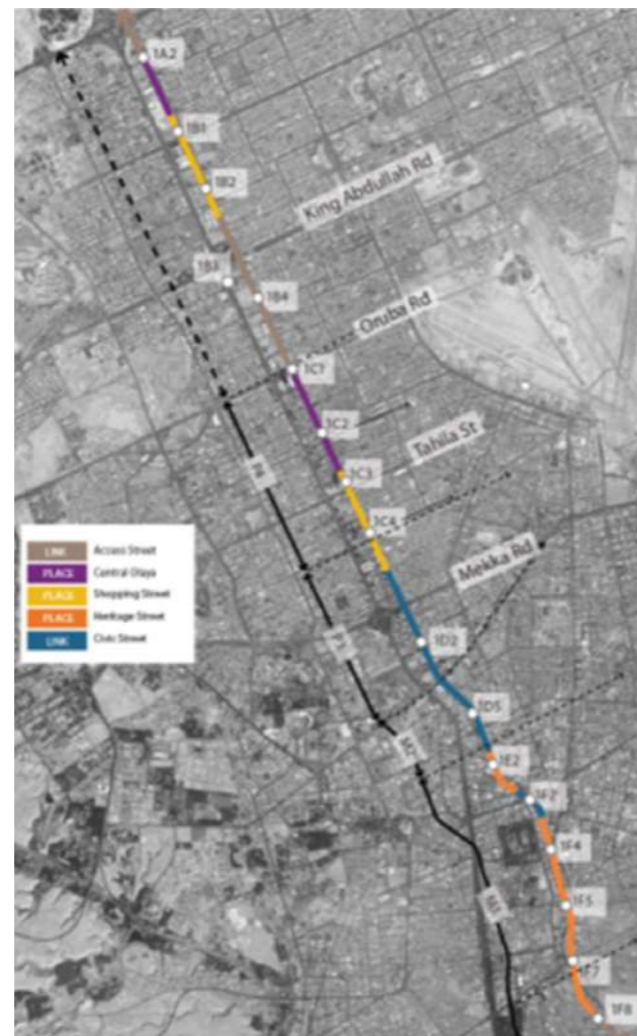 1A2
1B1
1B2
King Abdullah Rd
1B3
1B4
Oruba Rd
1C1
1C2
Tahlia St
1C3
1C4
Mekka Rd
LINK Access Street
PLACE Central Olaya
PLACE Shopping Street
PLACE Heritage Street
LINK Civic Street
1D2
1D5
1E2
1F2
1F4
1F5
1F7
1F8